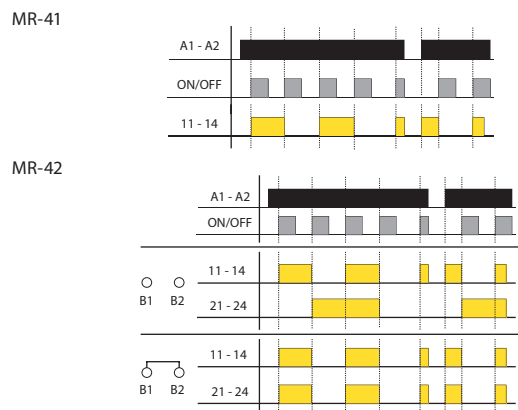 MR-41
A1 - A2
ON/OFF
11 - 14
MR-42
A1 - A2
ON/OFF
11 - 14
B1 B2
21 - 24
11 - 14
B1 B2
21 - 24